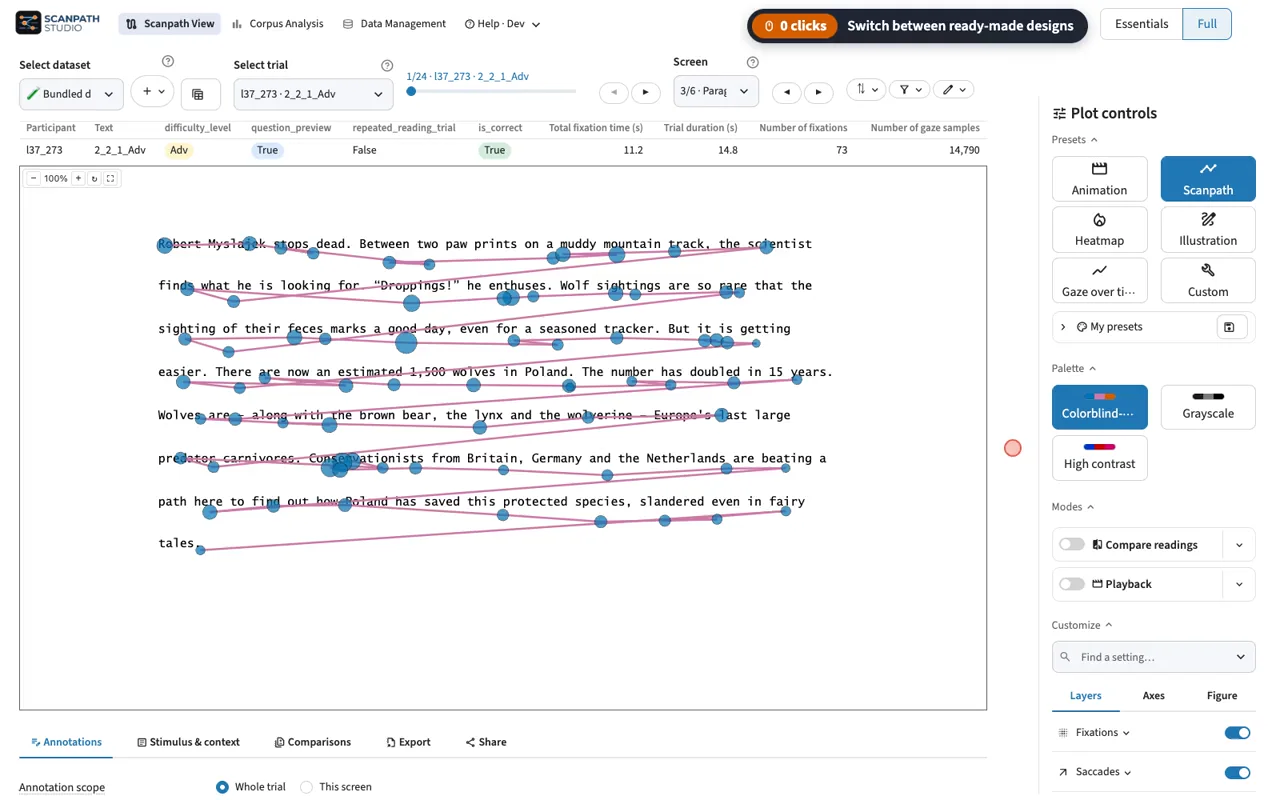 SCANPATH
STUDIO
Scanpath View
Corpus Analysis
Data Management
Help · Dev
0 clicks
Switch between ready-made designs
Essentials
Full
Select dataset
Select trial
Screen
Bundled d
+
l37_273 · 2_2_1_Adv
1/24 · l37_273 · 2_2_1_Adv
3/6 · Parag
Participant Text difficulty_level question_preview repeated_reading_trial is_correct Total fixation time (s) Trial duration (s) Number of fixations Number of gaze samples
l37_273 2_2_1_Adv Adv True False True 11.2 14.8 73 14,790
− 100% +
Robert Myslajek stops dead. Between two paw prints on a muddy mountain track, the scientist
finds what he is looking for. "Droppings!" he enthuses. Wolf sightings are so rare that the
sighting of their feces marks a good day, even for a seasoned tracker. But it is getting
easier. There are now an estimated 1,500 wolves in Poland. The number has doubled in 15 years.
Wolves are – along with the brown bear, the lynx and the wolverine – Europe's last large
predator carnivores. Conservationists from Britain, Germany and the Netherlands are beating a
path here to find out how Poland has saved this protected species, slandered even in fairy
tales.
Annotations
Stimulus & context
Comparisons
Export
Share
Annotation scope
Whole trial
This screen
Plot controls
Presets
Animation
Scanpath
Heatmap
Illustration
Gaze over ti···
Custom
My presets
Palette
Colorblind-···
Grayscale
High contrast
Modes
Compare readings
Playback
Customize
Find a setting...
Layers
Axes
Figure
Fixations
Saccades